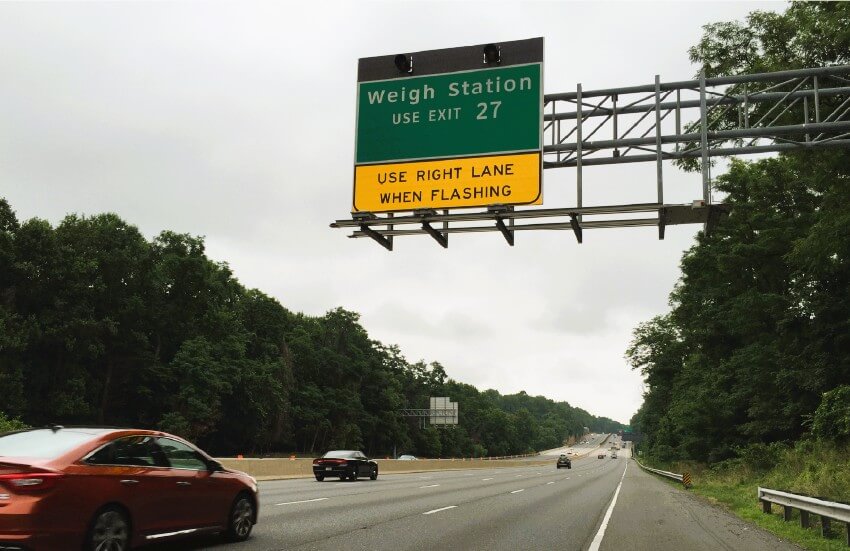 Weigh Station
USE EXIT 27
USE RIGHT LANE
WHEN FLASHING